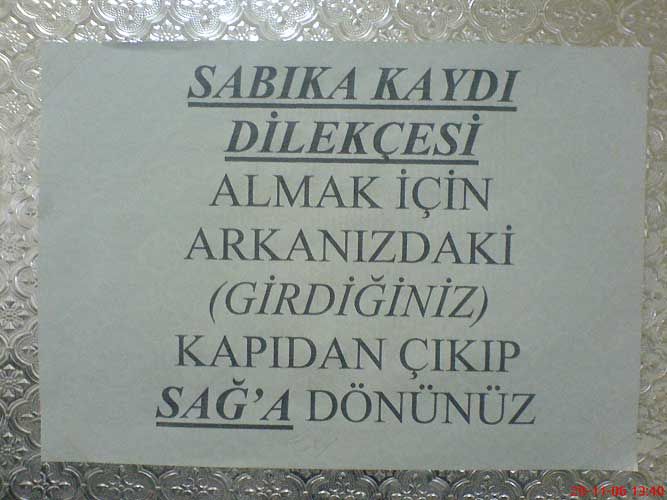 SABIKA KAYDI
DİLEKÇESİ
ALMAK İÇİN
ARKANIZDAKİ
(GİRDİĞİNİZ)
KAPIDAN ÇIKIP
SAĞ'A DÖNÜNÜZ